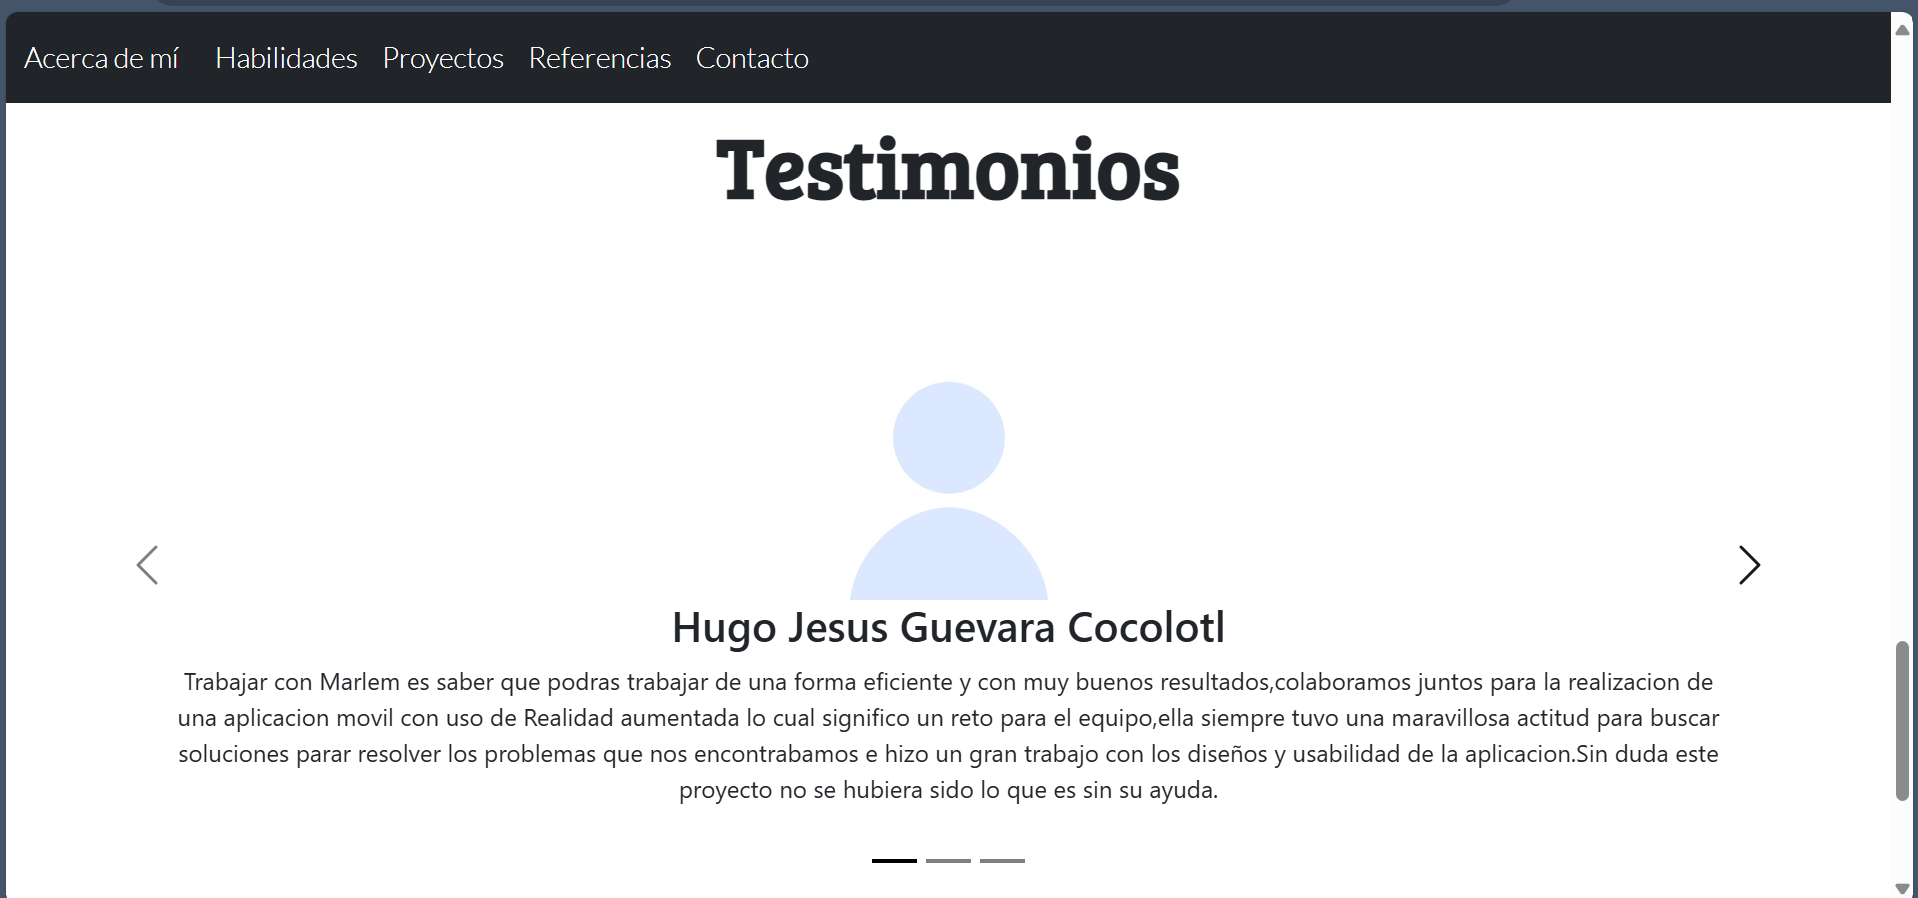 Acerca de mí Habilidades Proyectos Referencias Contacto
Testimonios
Hugo Jesus Guevara Cocolotl
Trabajar con Marlem es saber que podras trabajar de una forma eficiente y con muy buenos resultados,colaboramos juntos para la realizacion de
una aplicacion movil con uso de Realidad aumentada lo cual significo un reto para el equipo,ella siempre tuvo una maravillosa actitud para buscar
soluciones parar resolver los problemas que nos encontrabamos e hizo un gran trabajo con los diseños y usabilidad de la aplicacion.Sin duda este
proyecto no se hubiera sido lo que es sin su ayuda.